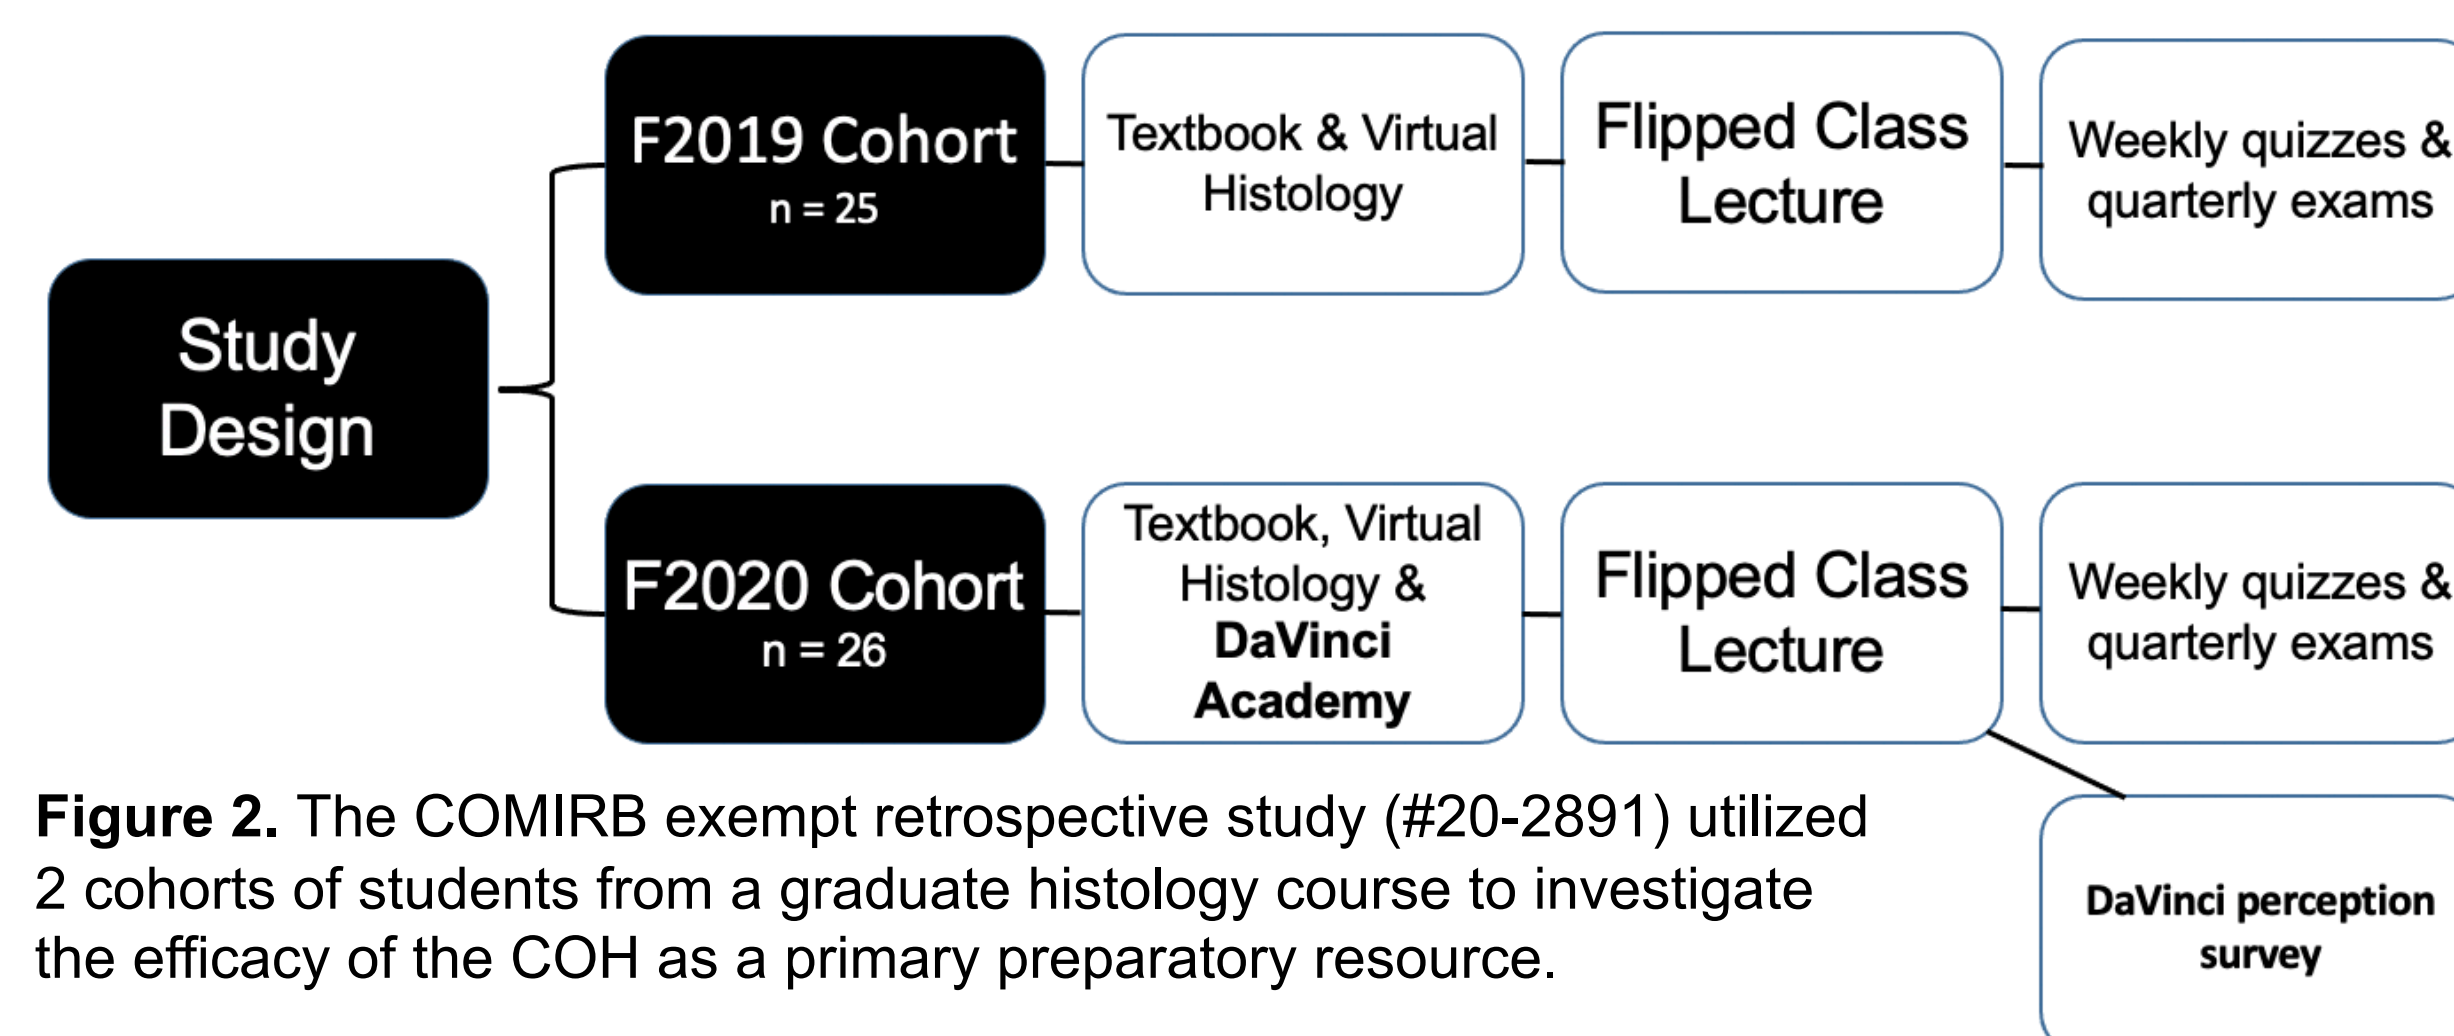 Study
Design
F2019 Cohort
n = 25
Textbook & Virtual
Histology
Flipped Class
Lecture
Weekly quizzes &
quarterly exams
F2020 Cohort
n = 26
Textbook, Virtual
Histology &
DaVinci
Academy
Flipped Class
Lecture
Weekly quizzes &
quarterly exams
DaVinci perception
survey
Figure 2. The COMIRB exempt retrospective study (#20-2891) utilized
2 cohorts of students from a graduate histology course to investigate
the efficacy of the COH as a primary preparatory resource.